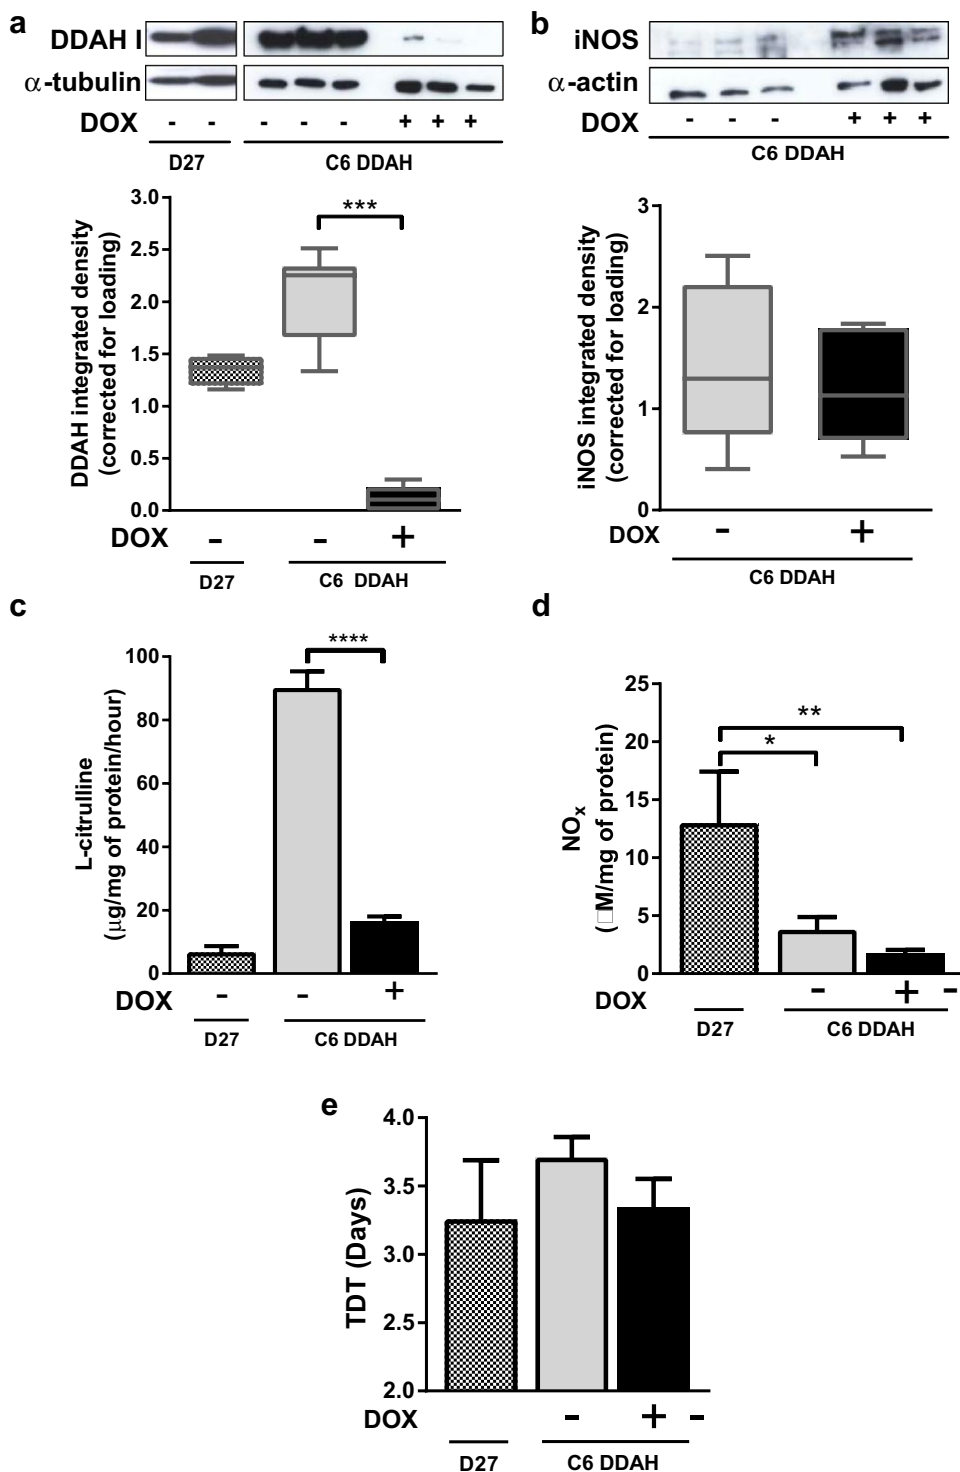 a
DDAH I
α-tubulin
DOX - - - - - + + +
D27 C6 DDAH
3.0
2.5
2.0
1.5
1.0
0.5
0.0
DDAH integrated density
(corrected for loading)
***
DOX - - +
D27 C6 DDAH
b
iNOS
α-actin
DOX - - - + + +
C6 DDAH
3
2
1
0
iNOS integrated density
(corrected for loading)
- +
C6 DDAH
c
100
80
60
40
20
0
L-citrulline
(μg/mg of protein/hour)
****
DOX - - +
D27 C6 DDAH
d
25
20
15
10
5
0
NOx
(□M/mg of protein)
**
*
DOX - + -
D27 C6 DDAH
e
4.0
3.5
3.0
2.5
2.0
TDT (Days)
DOX - + -
D27 C6 DDAH